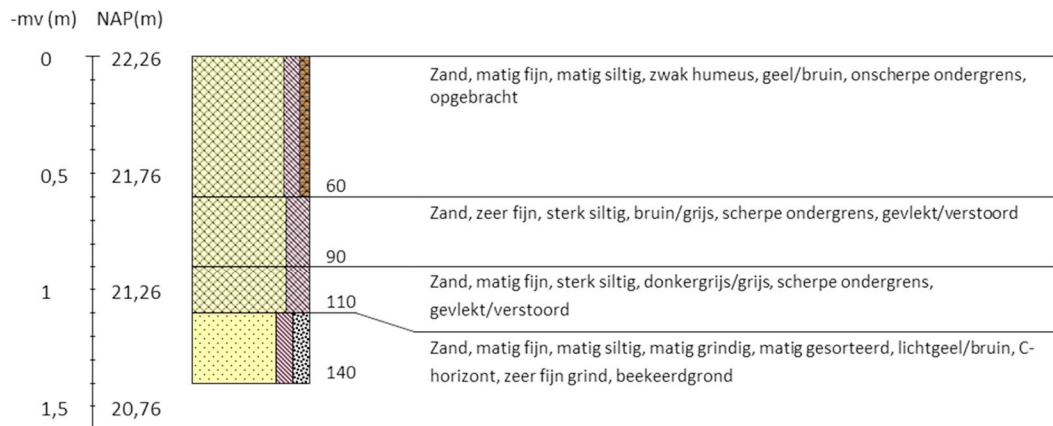 -mv (m) NAP(m)
0 22,26
Zand, matig fijn, matig siltig, zwak humeus, geel/bruin, onscherpe ondergrens,
opgebracht
0,5 21,76
60
Zand, zeer fijn, sterk siltig, bruin/grijs, scherpe ondergrens, gevlekt/verstoord
90
Zand, matig fijn, sterk siltig, donkergrijs/grijs, scherpe ondergrens,
1 21,26
110
gevlekt/verstoord
Zand, matig fijn, matig siltig, matig grindig, matig gesorteerd, lichtgeel/bruin, C-
140
horizont, zeer fijn grind, beekeerdgrond
1,5 20,76